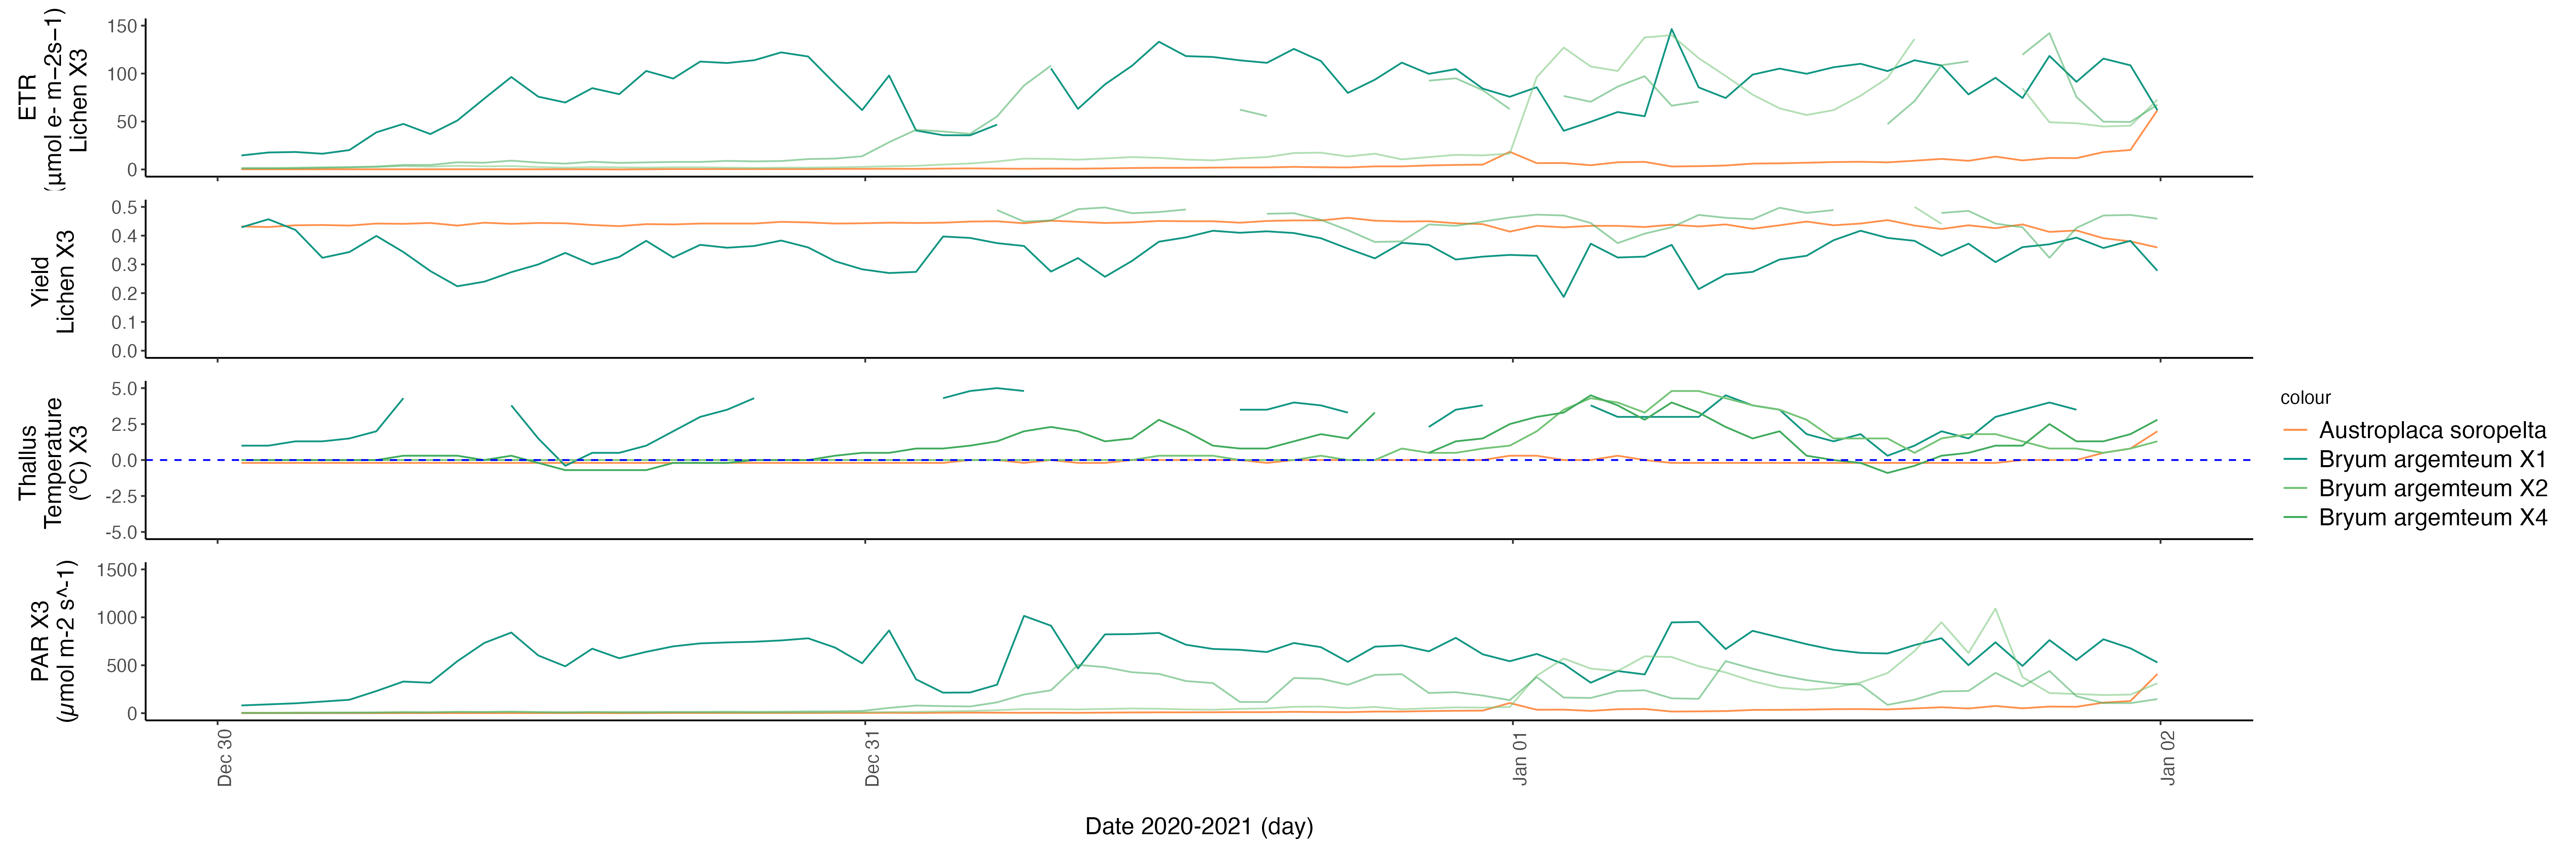 ETR
(µmol e- m−2s−1)
Lichen X3
150
100
50
0
Yield
Lichen X3
0.5
0.4
0.3
0.2
0.1
0.0
Thallus
Temperature
(ºC) X3
5.0
2.5
0.0
-2.5
-5.0
PAR X3
(µmol m-2 s^-1)
1500
1000
500
0
Dec 30
Dec 31
Jan 01
Jan 02
Date 2020-2021 (day)
colour
Austroplaca soropelta
Bryum argemteum X1
Bryum argemteum X2
Bryum argemteum X4